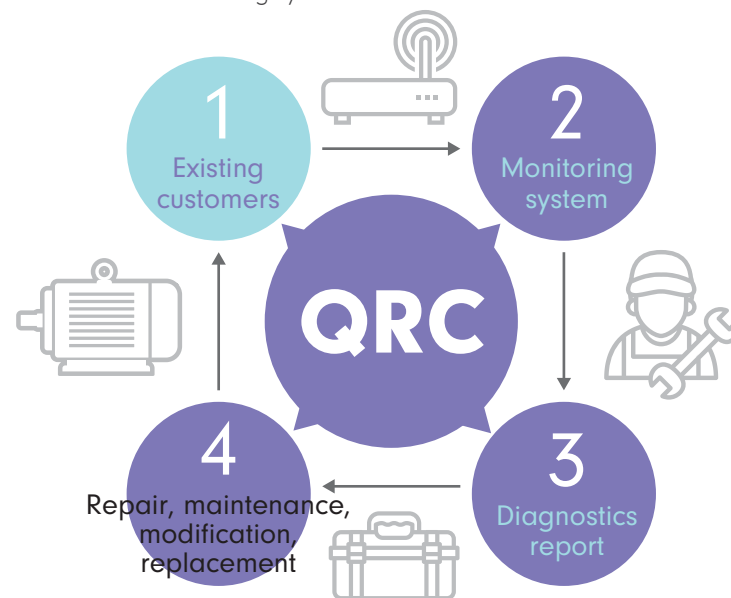 1
Existing
customers
2
Monitoring
system
QRC
4
Repair, maintenance,
modification,
replacement
3
Diagnostics
report